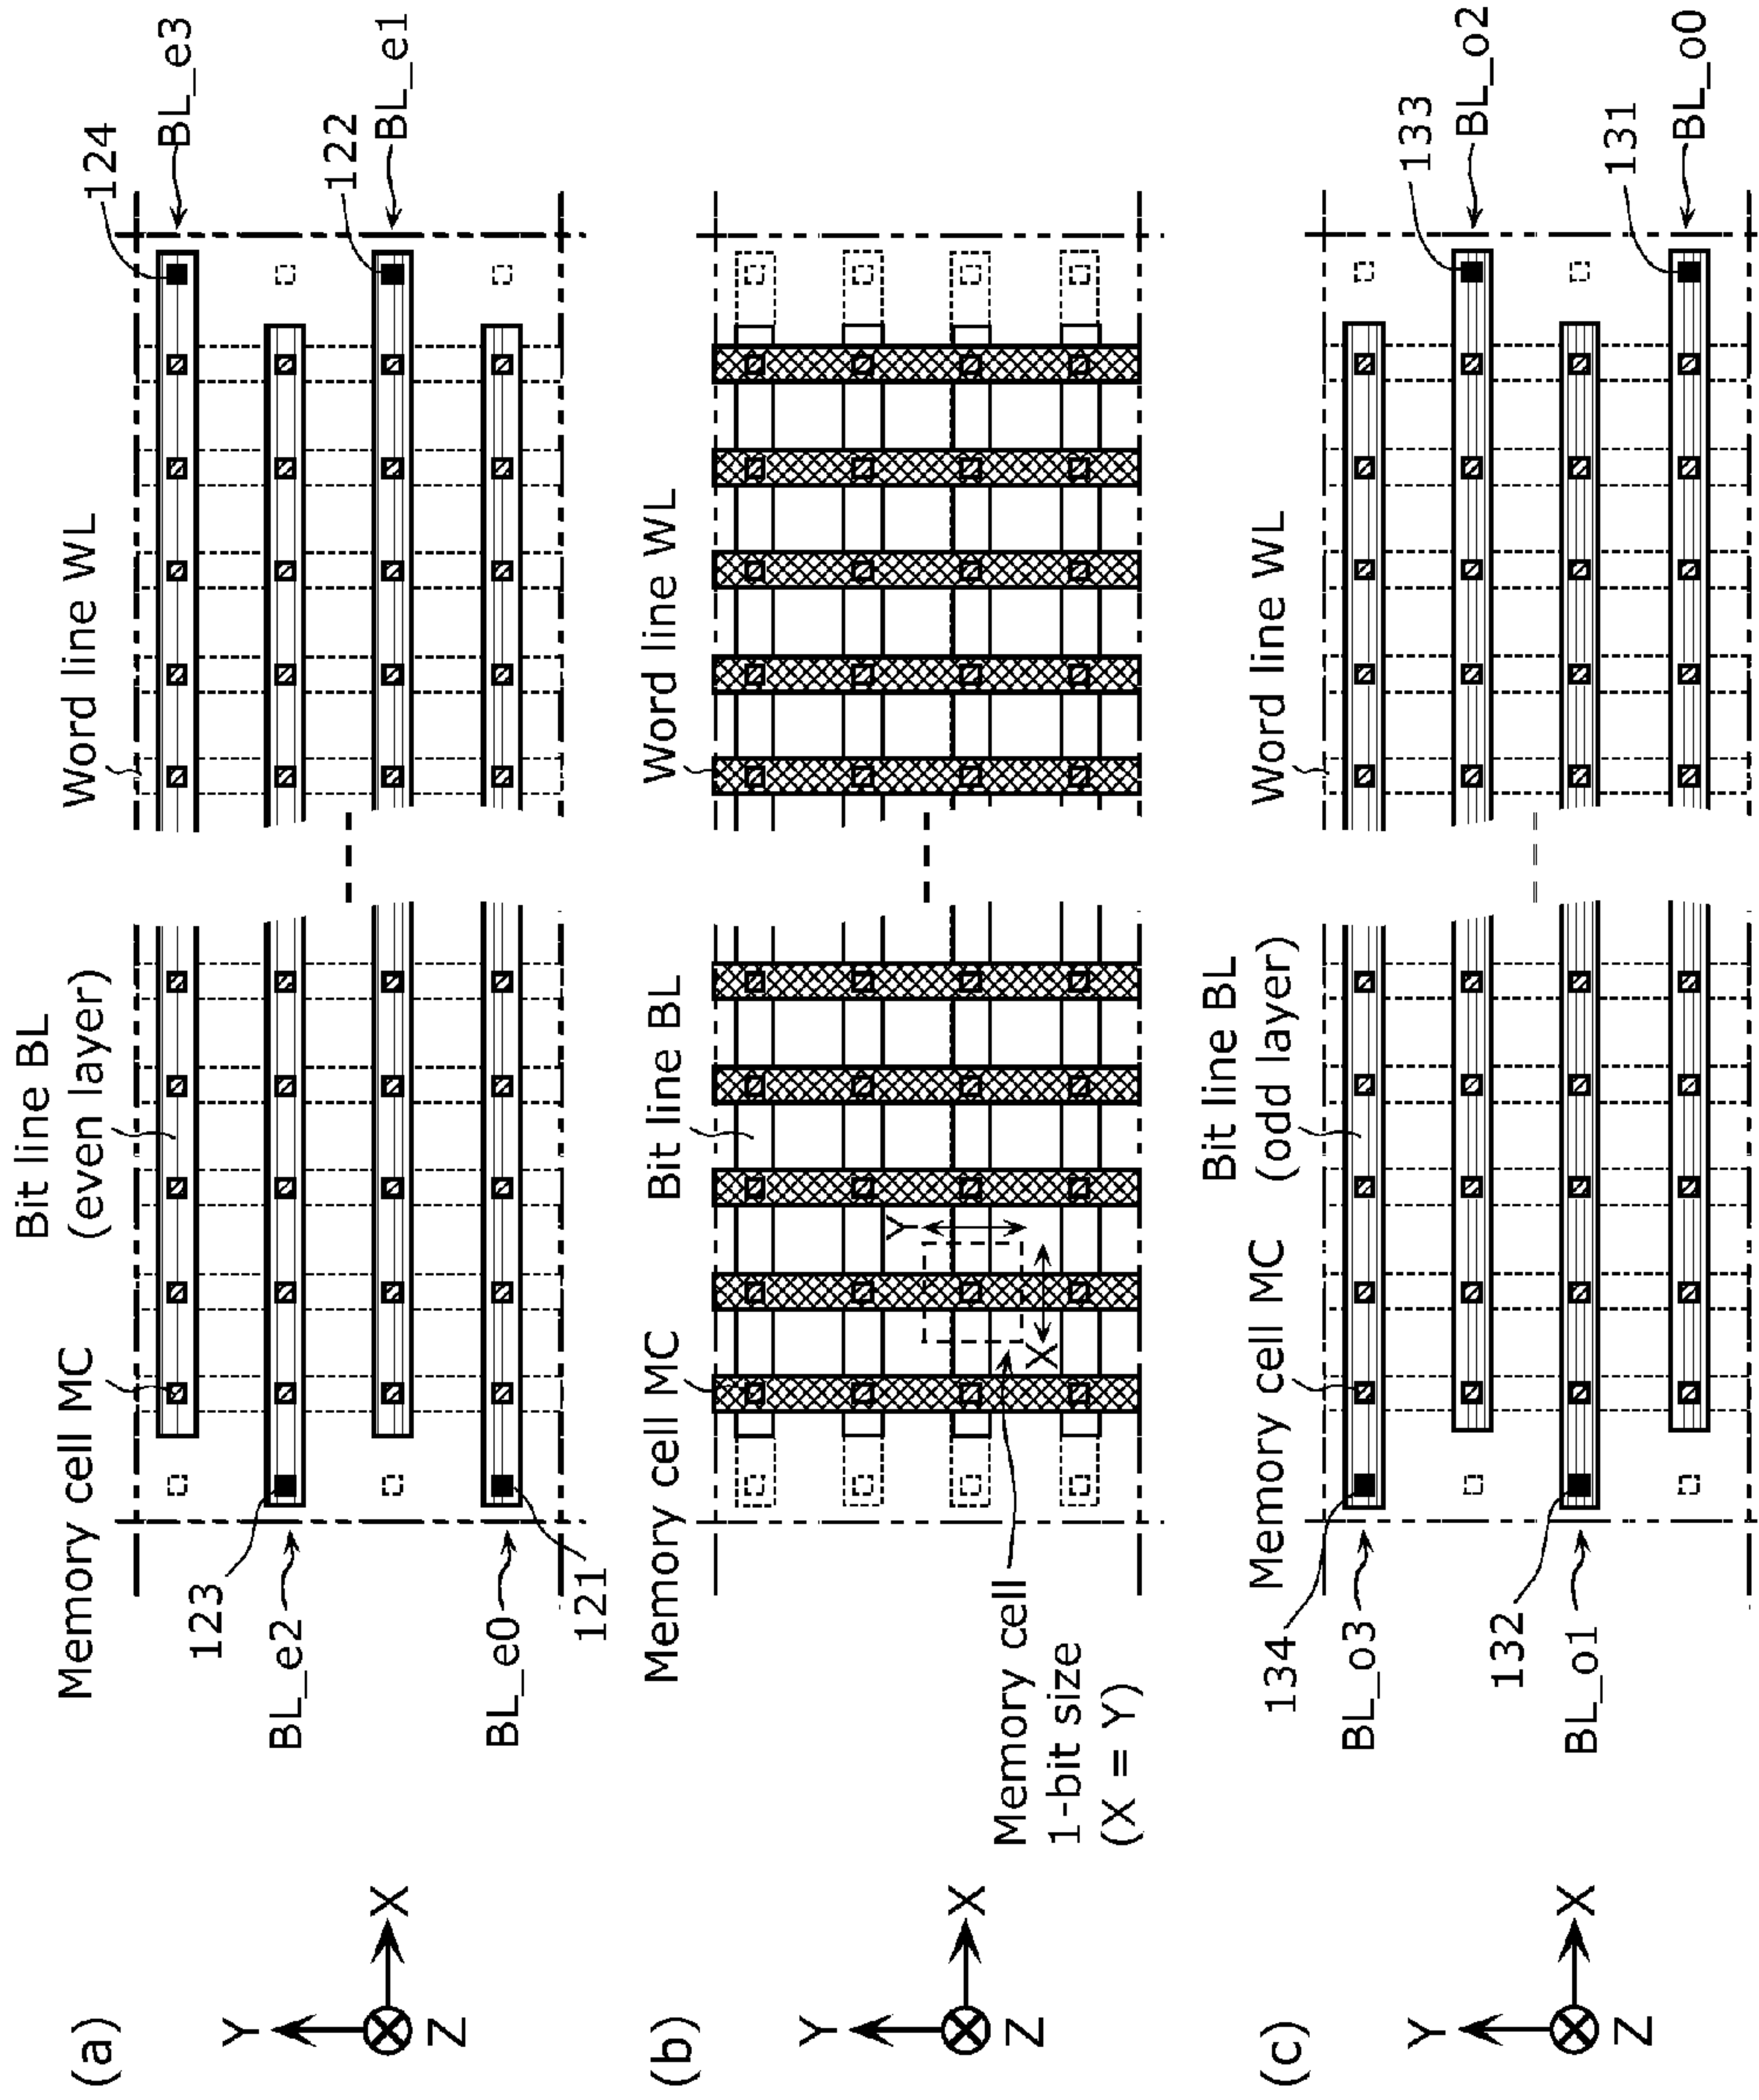 (a)
Bit line BL
(even layer)
Memory cell MC
Word line WL
124
BL_e3
123
BL_e2
122
BL_e1
BL_e0
121
Y
X
Z
(b)
Memory cell MC
Bit line BL
Word line WL
Y
X
Memory cell
1-bit size
(X = Y)
Y
X
Z
(c)
Bit line BL
(odd layer)
Memory cell MC
Word line WL
134
BL_o3
133
BL_o2
132
BL_o1
131
BL_o0
Y
X
Z